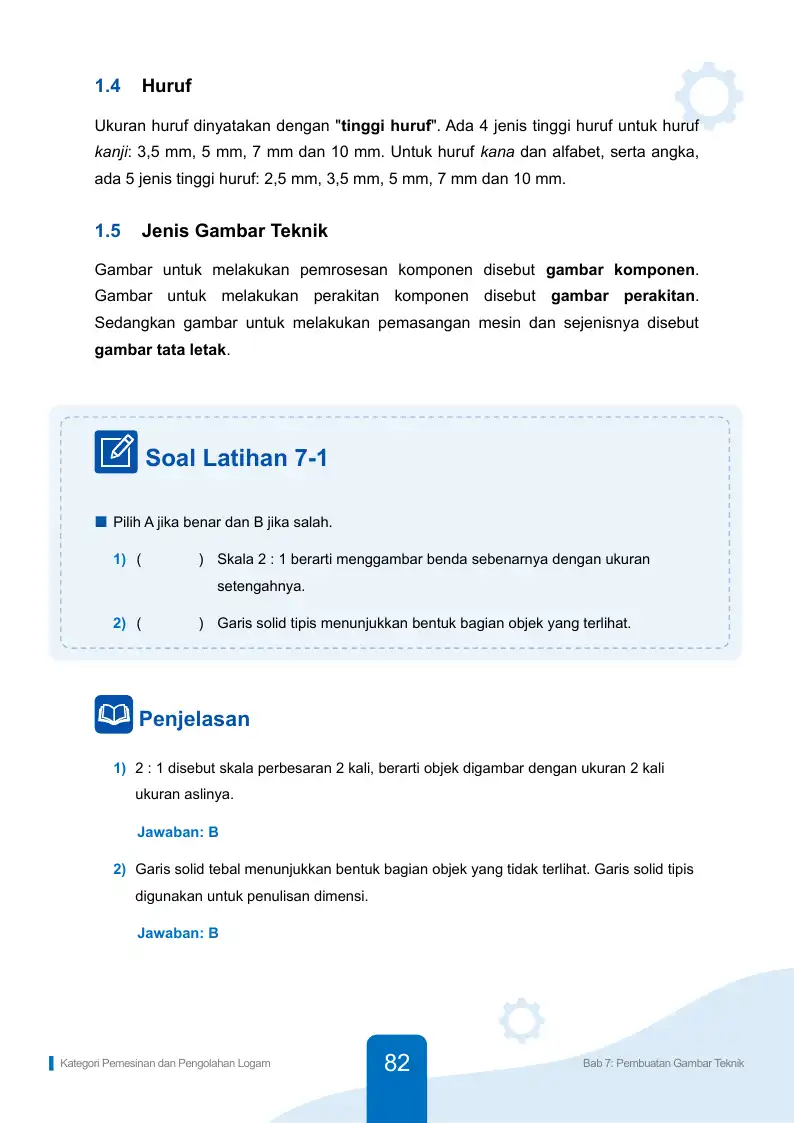 1.4 Huruf
Ukuran huruf dinyatakan dengan "tinggi huruf". Ada 4 jenis tinggi huruf untuk huruf
kanji: 3,5 mm, 5 mm, 7 mm dan 10 mm. Untuk huruf kana dan alfabet, serta angka,
ada 5 jenis tinggi huruf: 2,5 mm, 3,5 mm, 5 mm, 7 mm dan 10 mm.
1.5 Jenis Gambar Teknik
Gambar untuk melakukan pemrosesan komponen disebut gambar komponen.
Gambar untuk melakukan perakitan komponen disebut gambar perakitan.
Sedangkan gambar untuk melakukan pemasangan mesin dan sejenisnya disebut
gambar tata letak.
Soal Latihan 7-1
Pilih A jika benar dan B jika salah.
1) ( ) Skala 2 : 1 berarti menggambar benda sebenarnya dengan ukuran
setengahnya.
2) ( ) Garis solid tipis menunjukkan bentuk bagian objek yang terlihat.
Penjelasan
1) 2 : 1 disebut skala perbesaran 2 kali, berarti objek digambar dengan ukuran 2 kali
ukuran aslinya.
Jawaban: B
2) Garis solid tebal menunjukkan bentuk bagian objek yang tidak terlihat. Garis solid tipis
digunakan untuk penulisan dimensi.
Jawaban: B
Kategori Pemesinan dan Pengolahan Logam
82
Bab 7: Pembuatan Gambar Teknik